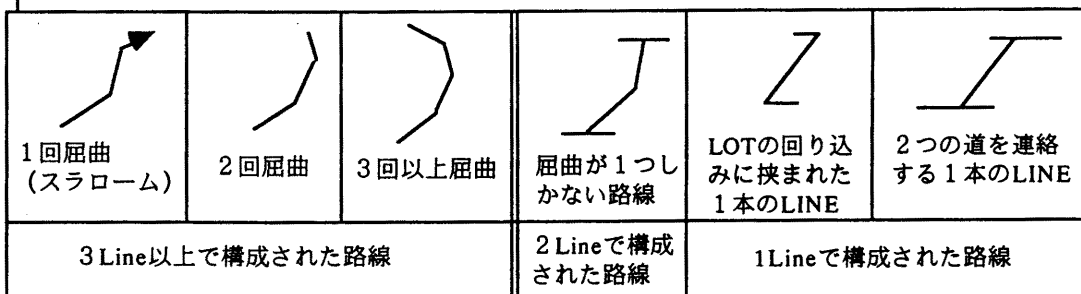 1回屈曲
(スラローム)
2回屈曲
3回以上屈曲
屈曲が1つし
かない路線
LOTの回り込
みに挟まれた
1本のLINE
2つの道を連絡
する1本のLINE
3Line以上で構成された路線
2Lineで構成
された路線
1Lineで構成された路線